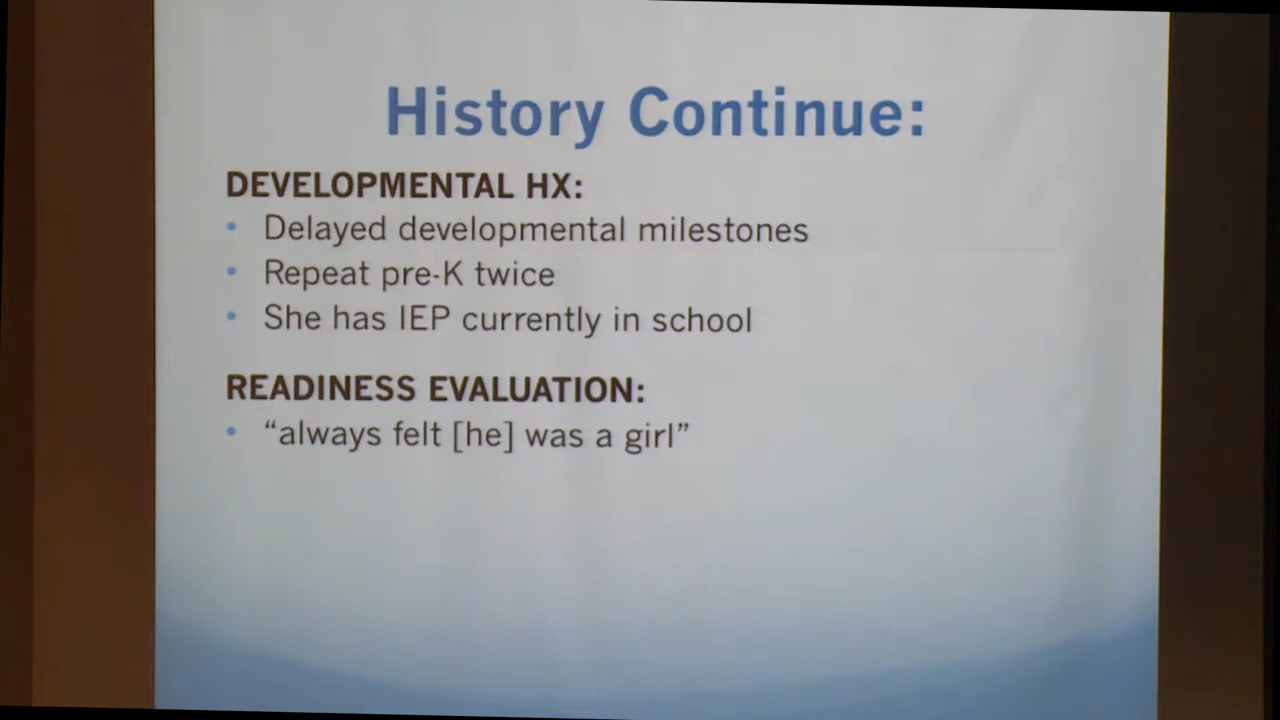 History Continue:
DEVELOPMENTAL HX:
• Delayed developmental milestones
• Repeat pre-K twice
• She has IEP currently in school
READINESS EVALUATION:
• “always felt [he] was a girl”